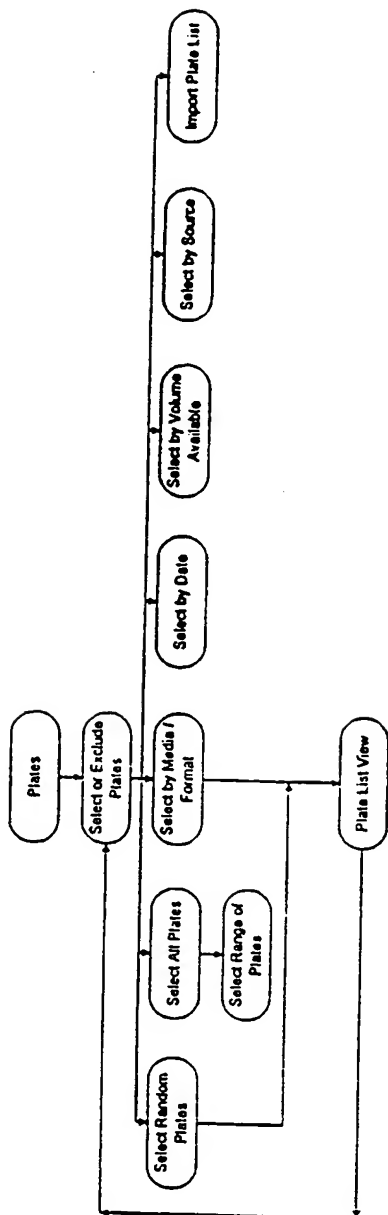 Plates
Select or Exclude
Plates
Select Random
Plates
Select All Plates
Select Range of
Plates
Select by Media /
Format
Select by Date
Select by Volume
Available
Select by Source
Import Plate List
Plate List View